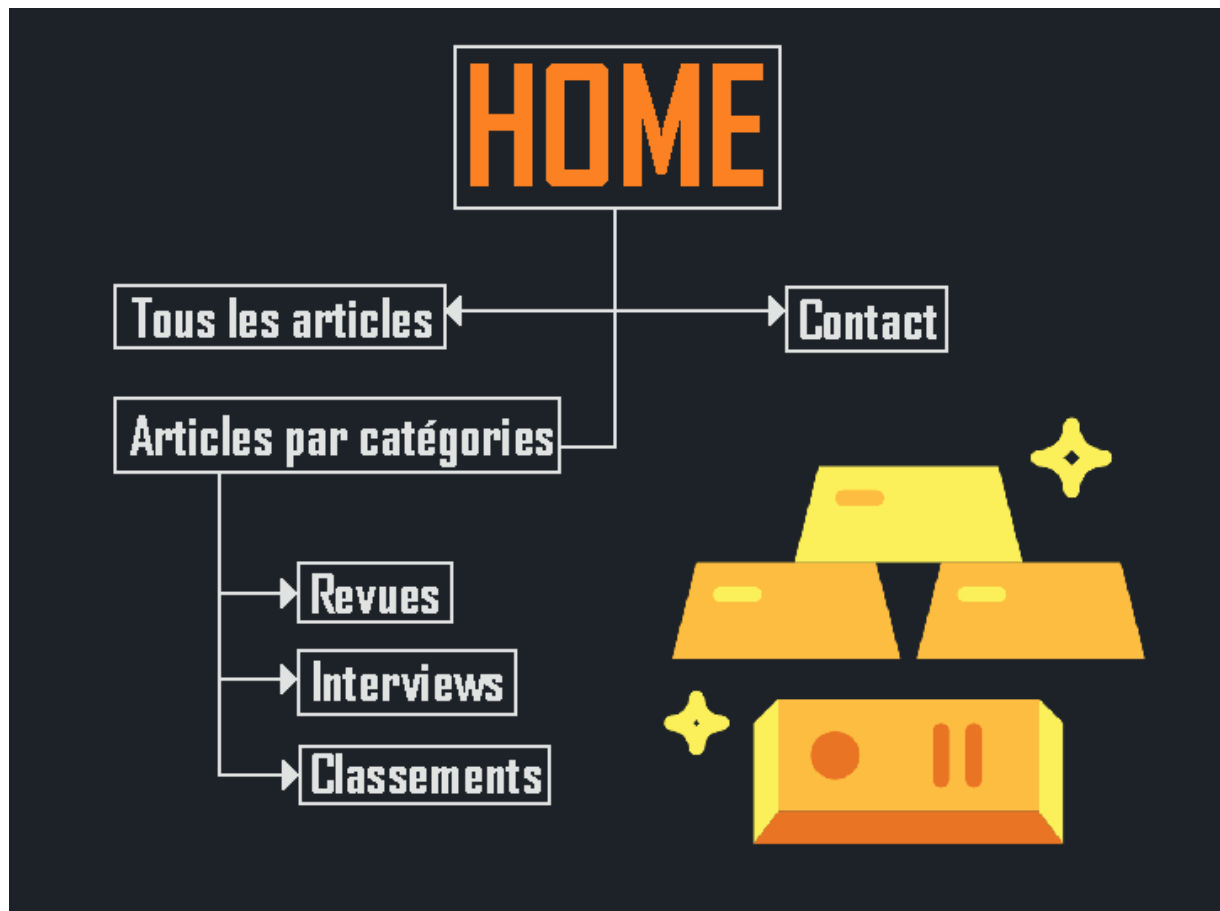 HOME
Tous les articles
Contact
Articles par catégories
Revues
Interviews
Classements